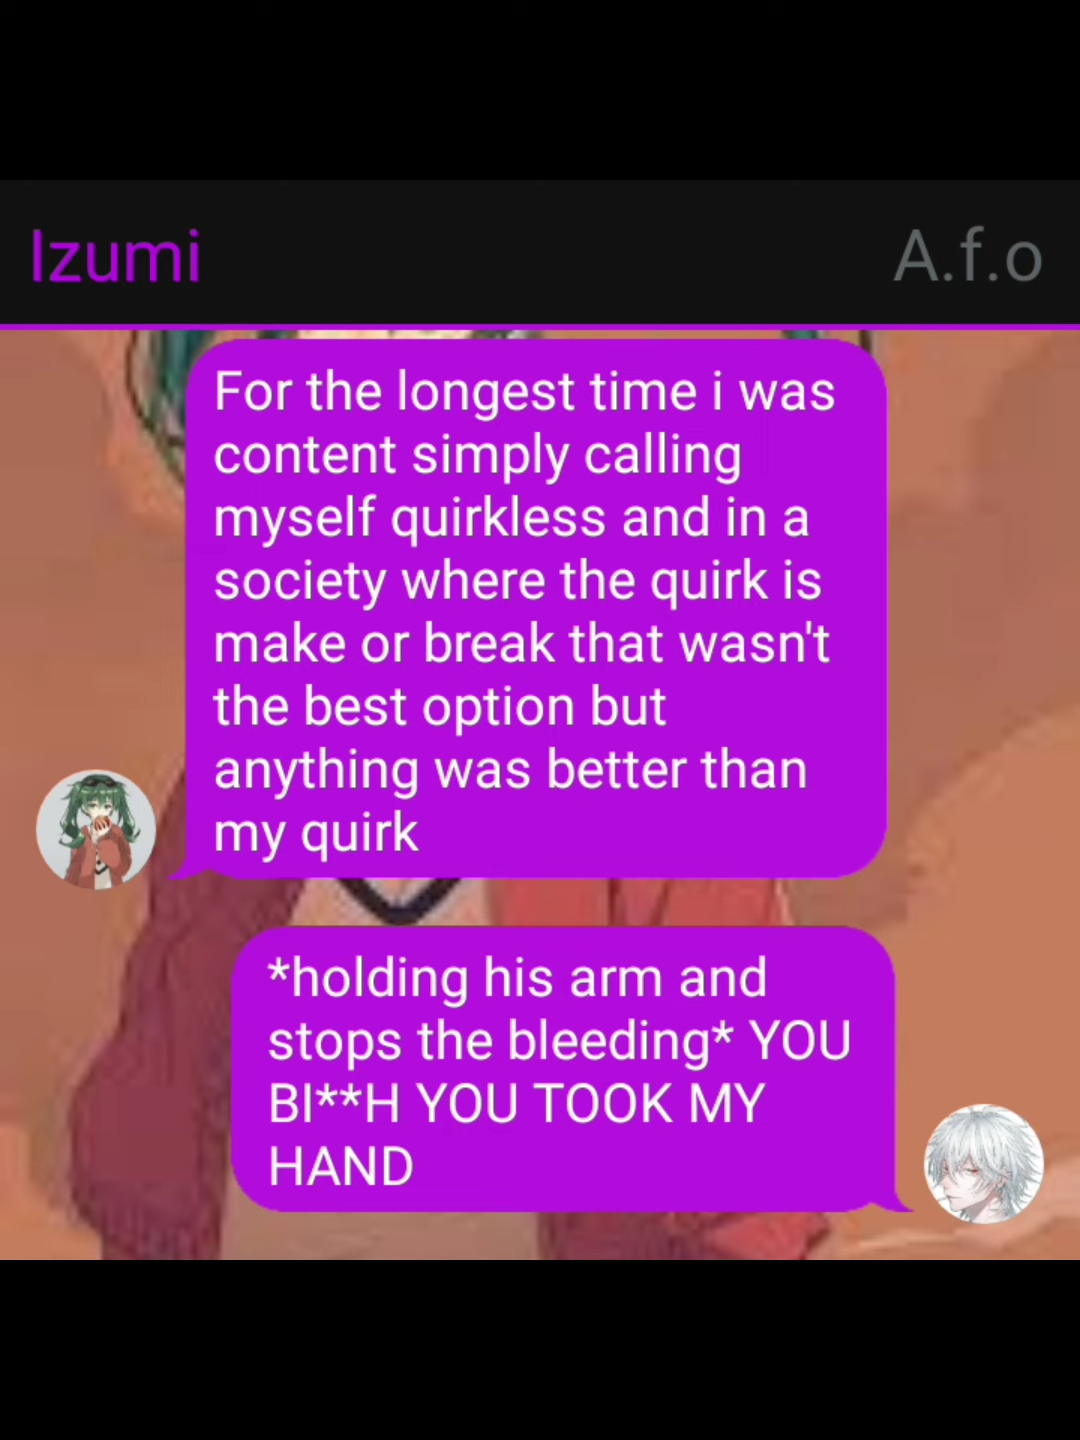 Izumi
A.f.o
For the longest time i was
content simply calling
myself quirkless and in a
society where the quirk is
make or break that wasn't
the best option but
anything was better than
my quirk
*holding his arm and
stops the bleeding* YOU
BI**H YOU TOOK MY
HAND